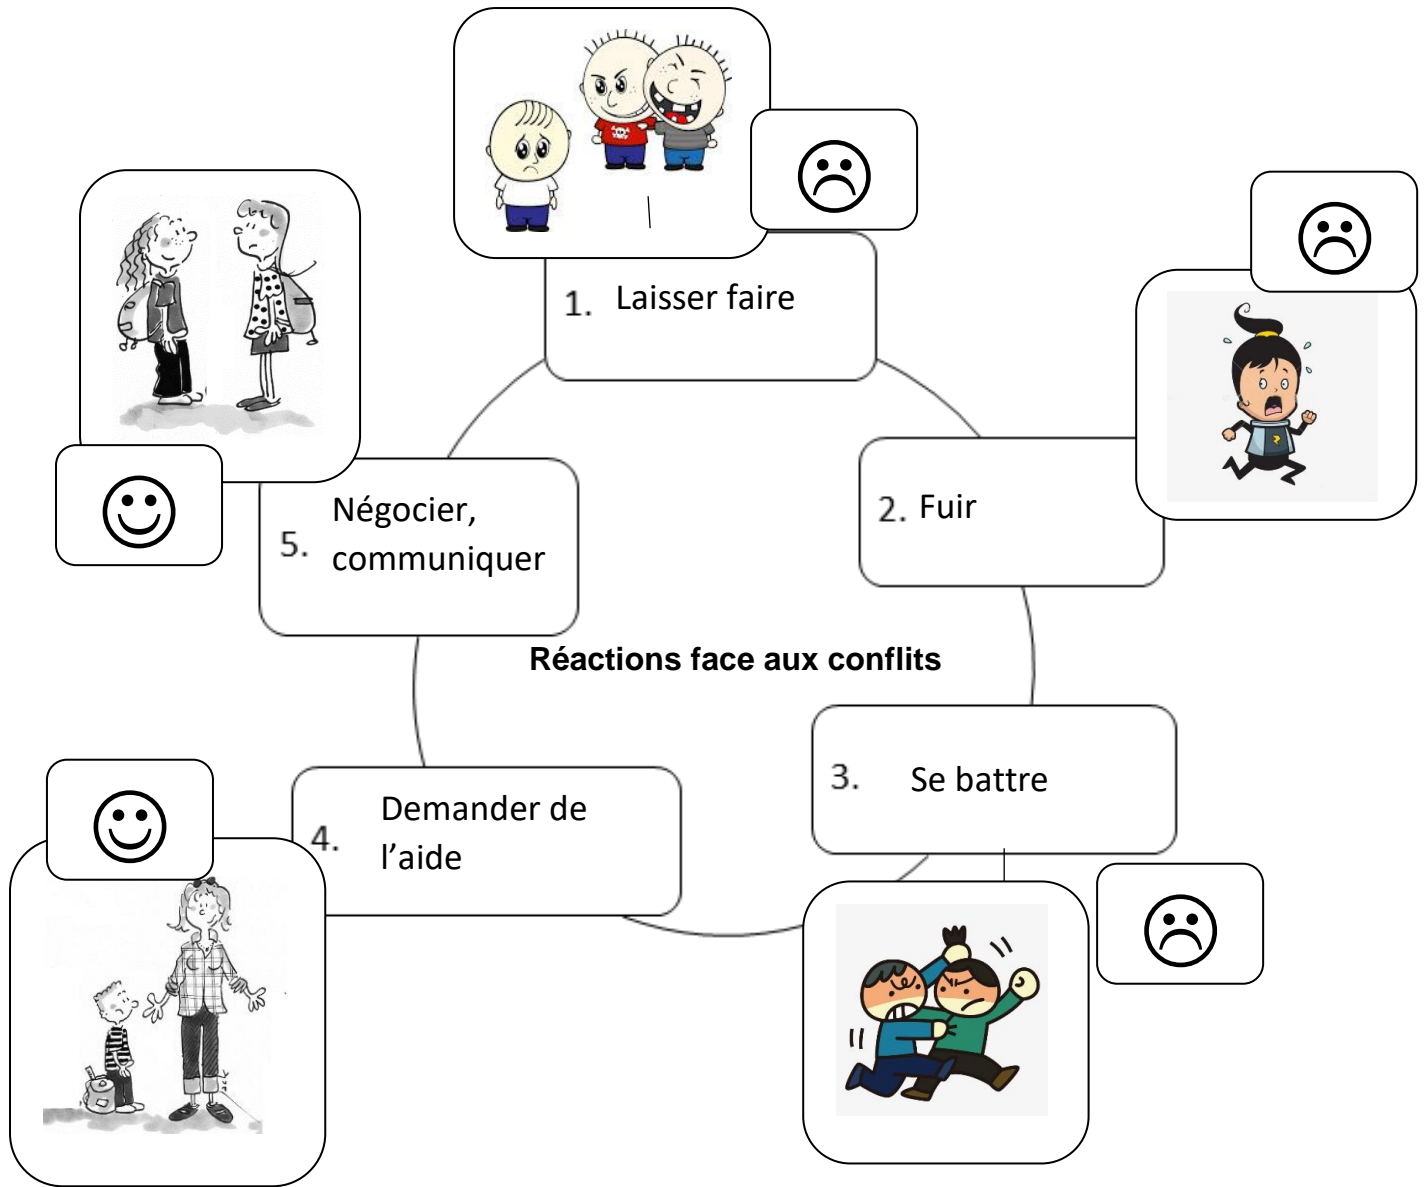 1. Laisser faire
2. Fuir
5. Négocier,
communiquer
Réactions face aux conflits
3. Se battre
4. Demander de
l’aide